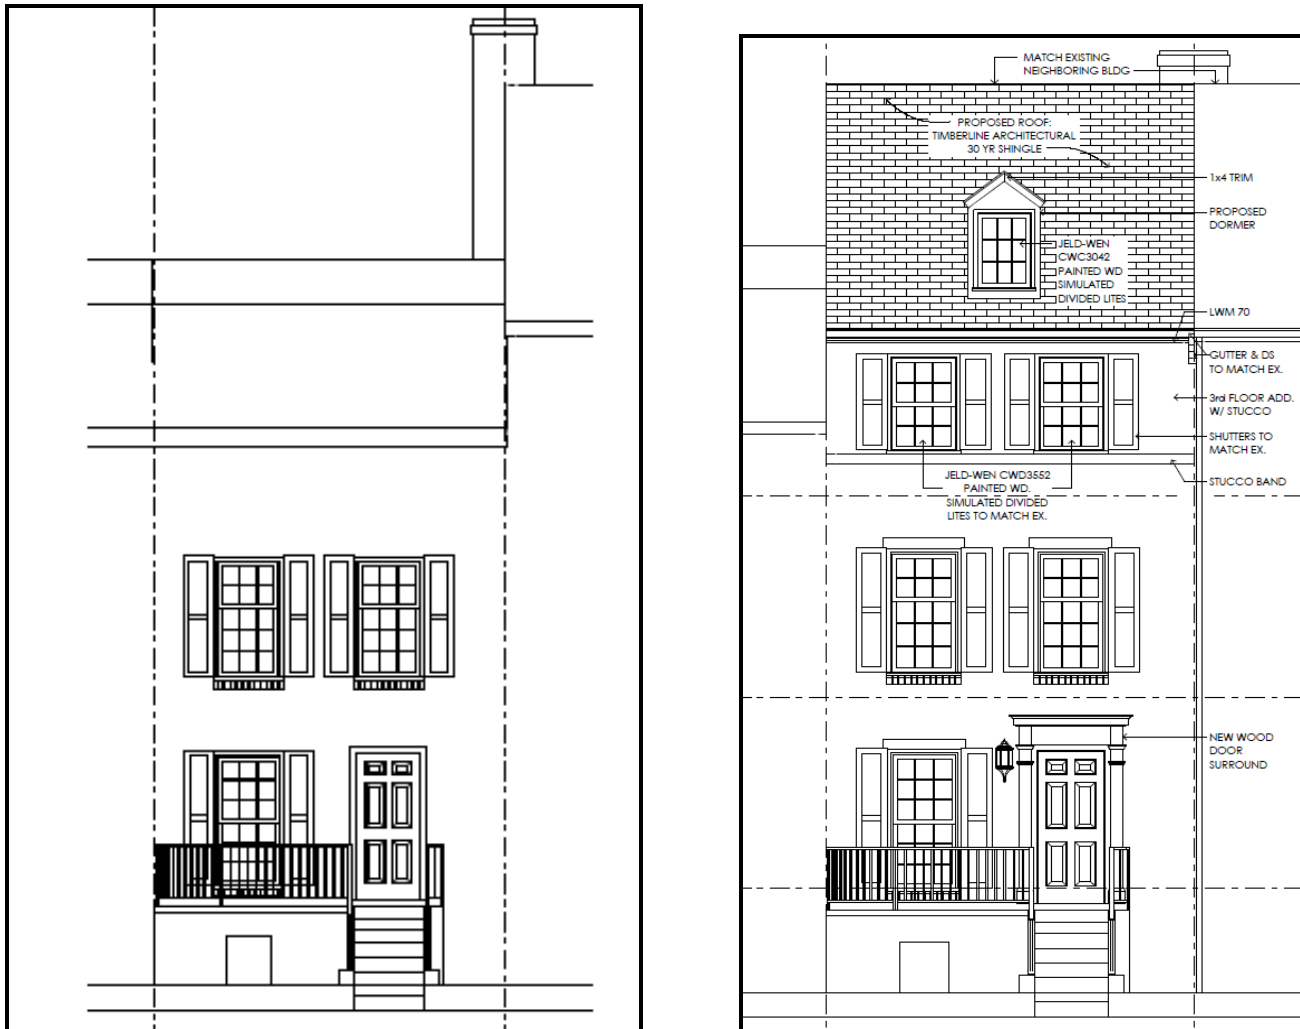 MATCH EXISTING
NEIGHBORING BLDG
PROPOSED ROOF:
TIMBERLINE ARCHITECTURAL
30 YR SHINGLE
1x4 TRIM
PROPOSED
DORMER
JELD-WEN
CWC3042
PAINTED WD
SIMULATED
DIVIDED LITES
LWM 70
GUTTER & DS
TO MATCH EX.
3rd FLOOR ADD.
W/ STUCCO
SHUTTERS TO
MATCH EX.
STUCCO BAND
JELD-WEN CWD3552
PAINTED WD.
SIMULATED DIVIDED
LITES TO MATCH EX.
NEW WOOD
DOOR
SURROUND